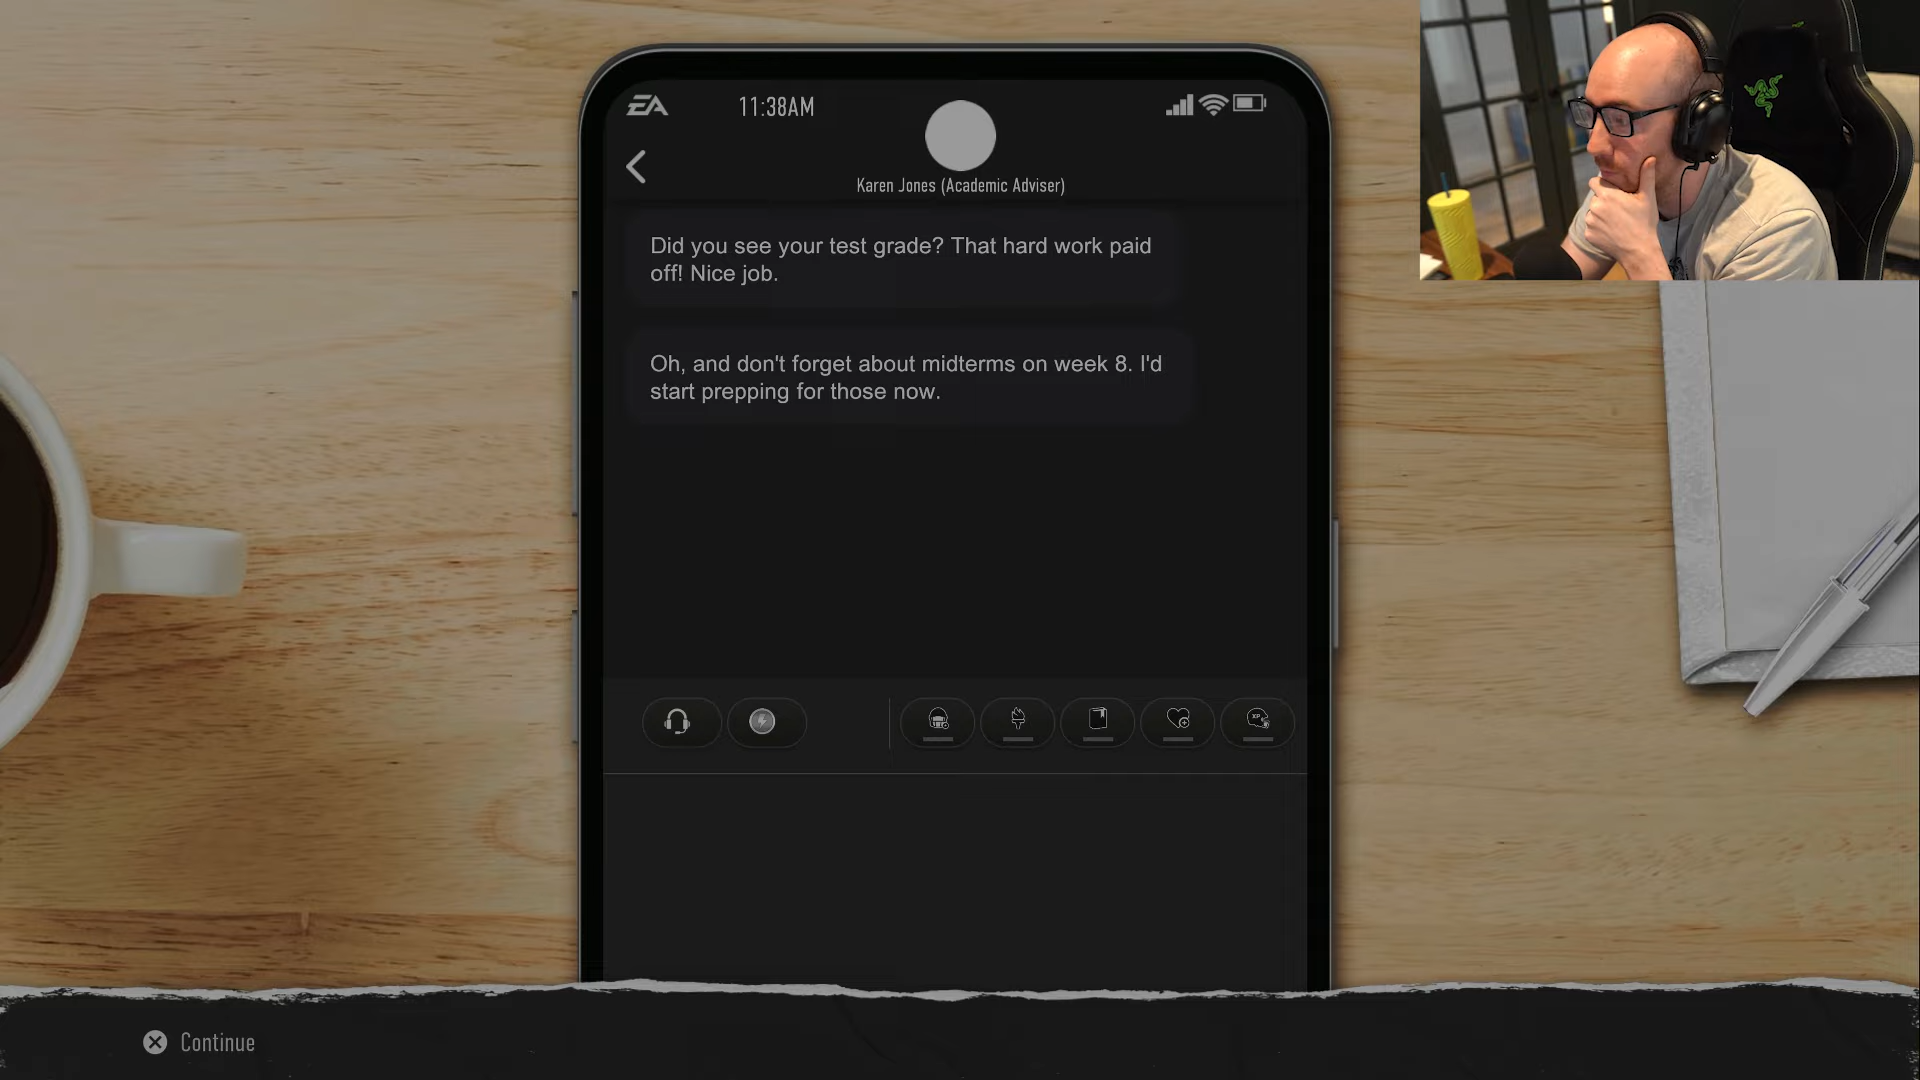 EA
11:38AM
Karen Jones (Academic Adviser)
Did you see your test grade? That hard work paid
off! Nice job.
Oh, and don't forget about midterms on week 8. I'd
start prepping for those now.
XP
Continue